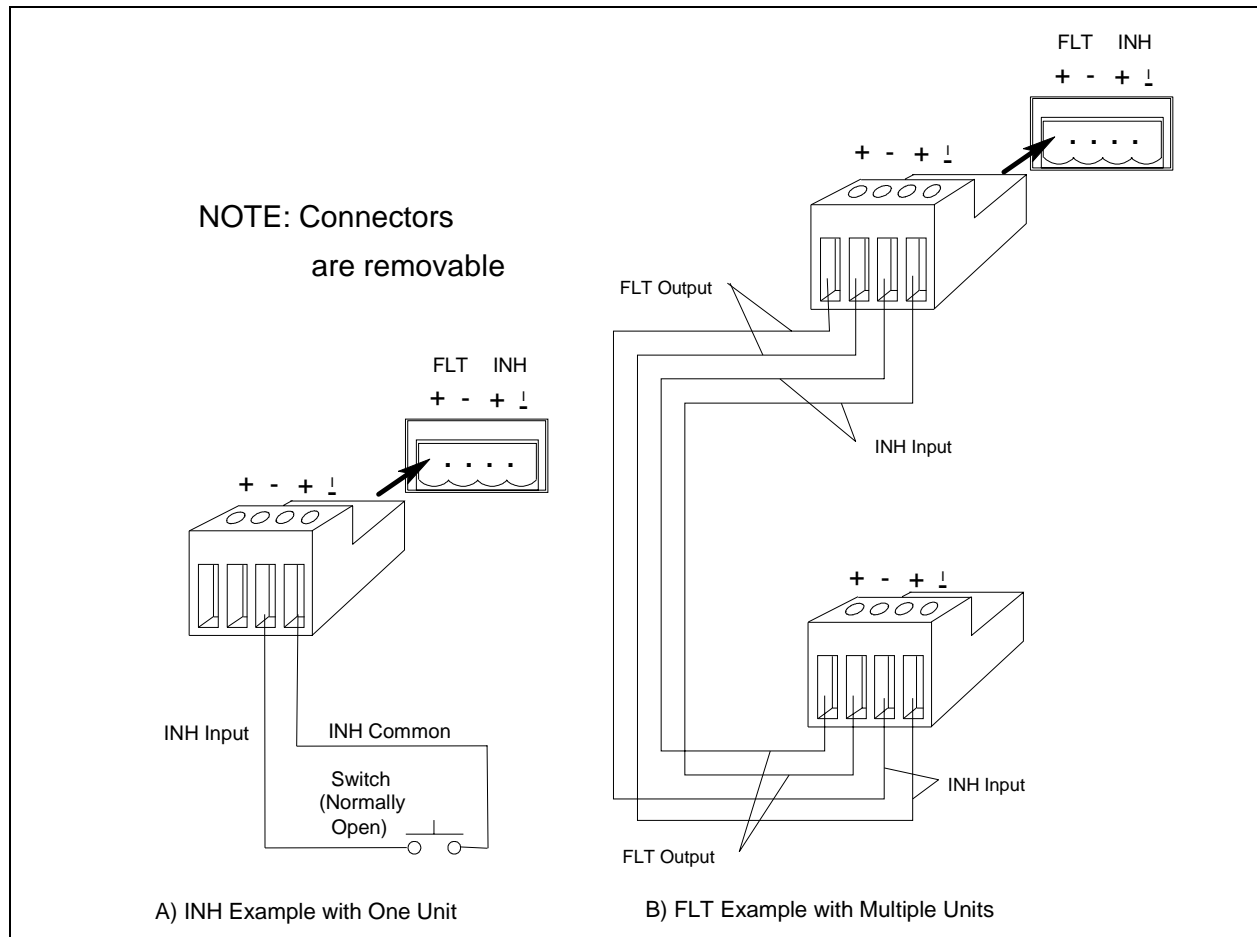 FLT INH
+ - + ⏊
+ - + ⏊
NOTE: Connectors
are removable
FLT Output
INH Input
FLT INH
+ - + ⏊
+ - + ⏊
INH Input
INH Common
Switch
(Normally
Open)
+ - + ⏊
INH Input
FLT Output
A) INH Example with One Unit
B) FLT Example with Multiple Units